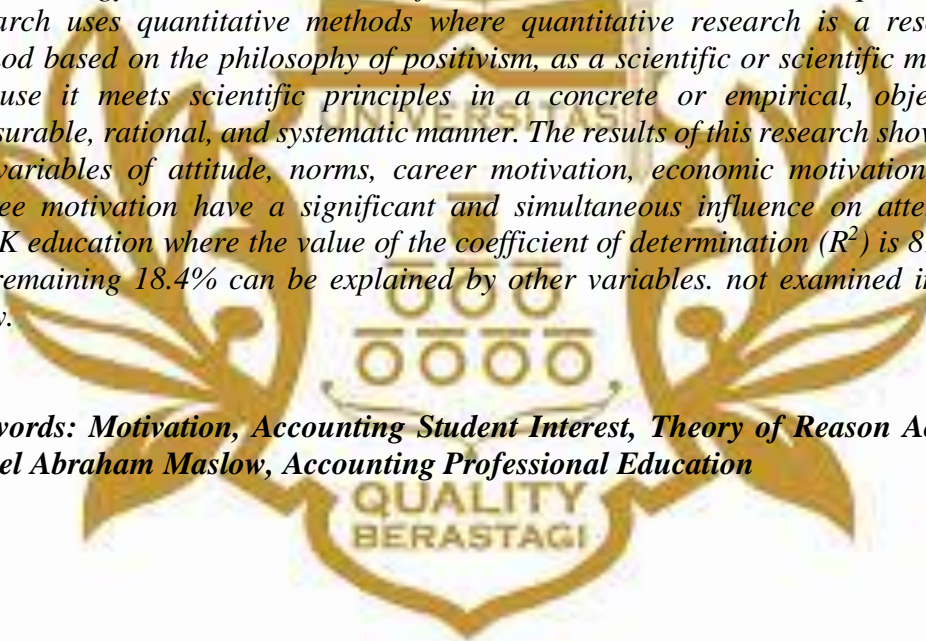 arch uses quantitative methods where quantitative research is a rese
od based on the philosophy of positivism, as a scientific or scientific m
use it meets scientific principles in a concrete or empirical, obje
surable, rational, and systematic manner. The results of this research show
variables of attitude, norms, career motivation, economic motivation
ee motivation have a significant and simultaneous influence on atte
K education where the value of the coefficient of determination (R²) is 8
remaining 18.4% can be explained by other variables. not examined in
y.
words: Motivation, Accounting Student Interest, Theory of Reason Ac
el Abraham Maslow, Accounting Professional Education
UNIVERSITAS
QUALITY
BERASTAGI